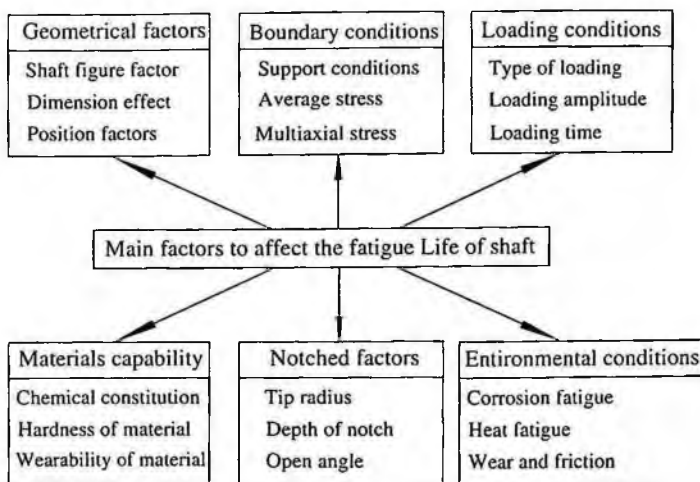 Geometrical factors
Shaft figure factor
Dimension effect
Position factors
Boundary conditions
Support conditions
Average stress
Multiaxial stress
Loading conditions
Type of loading
Loading amplitude
Loading time
Main factors to affect the fatigue Life of shaft
Materials capability
Chemical constitution
Hardness of material
Wearability of material
Notched factors
Tip radius
Depth of notch
Open angle
Entironmental conditions
Corrosion fatigue
Heat fatigue
Wear and friction